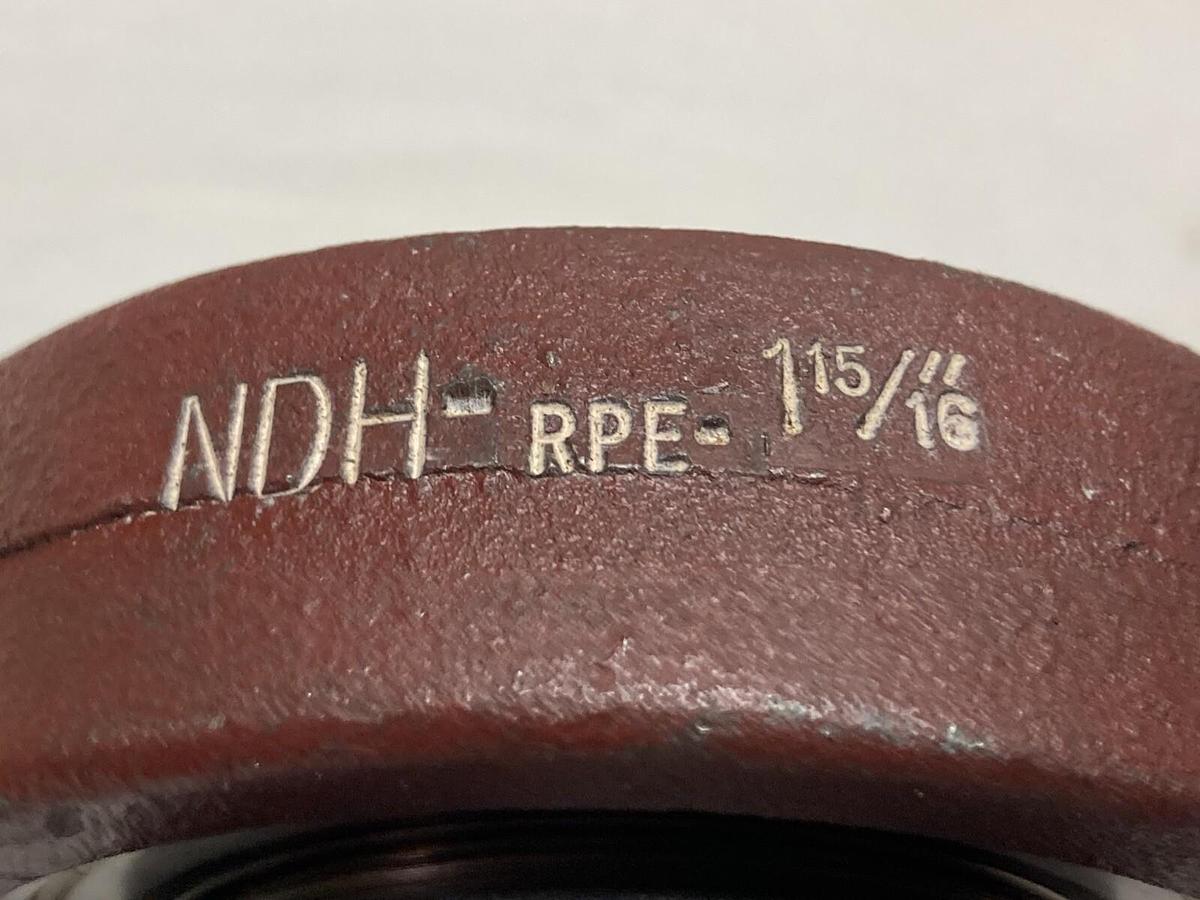 NDH- RPE- 1 15/16"